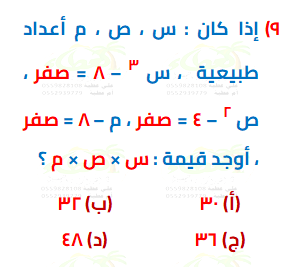 ٩) إذا كان : س ، ص ، م أعداد
طبيعية ، س ٣ – ٨ = صفر ،
ص ٢ – ٤ = صفر ، م – ٨ = صفر
، أوجد قيمة : س × ص × م ؟
(أ) ٣٠ (ب) ٣٢
(ج) ٣٦ (د) ٤٨